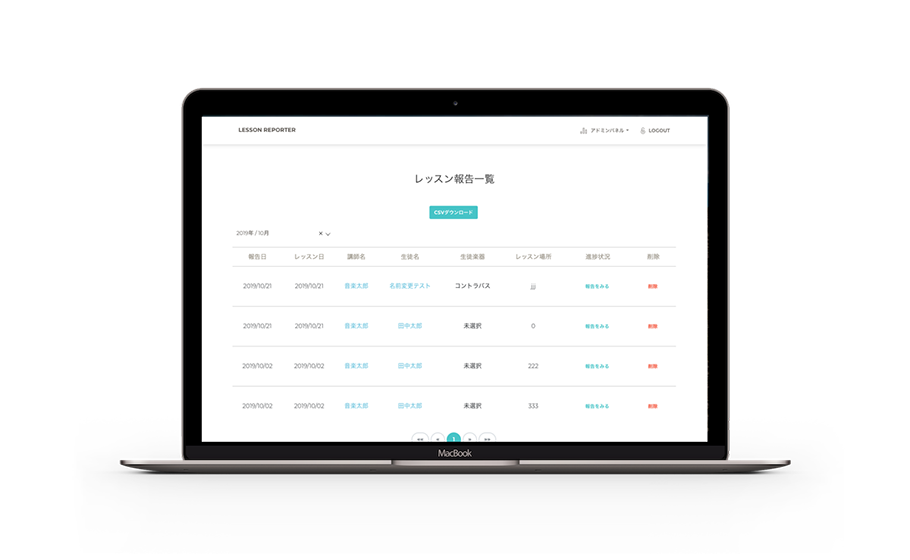 LESSON REPORTER アドミンパネル LOGOUT
レッスン報告一覧
CSVダウンロード
2019年 / 10月
報告日 レッスン日 講師名 生徒名 生徒楽器 レッスン場所 進捗状況 削除
2019/10/21 2019/10/21 音楽太郎 名前変更テスト コントラバス jjj 報告をみる 削除
2019/10/21 2019/10/21 音楽太郎 田中太郎 未選択 0 報告をみる 削除
2019/10/02 2019/10/02 音楽太郎 田中太郎 未選択 222 報告をみる 削除
2019/10/02 2019/10/02 音楽太郎 田中太郎 未選択 333 報告をみる 削除
1
MacBook